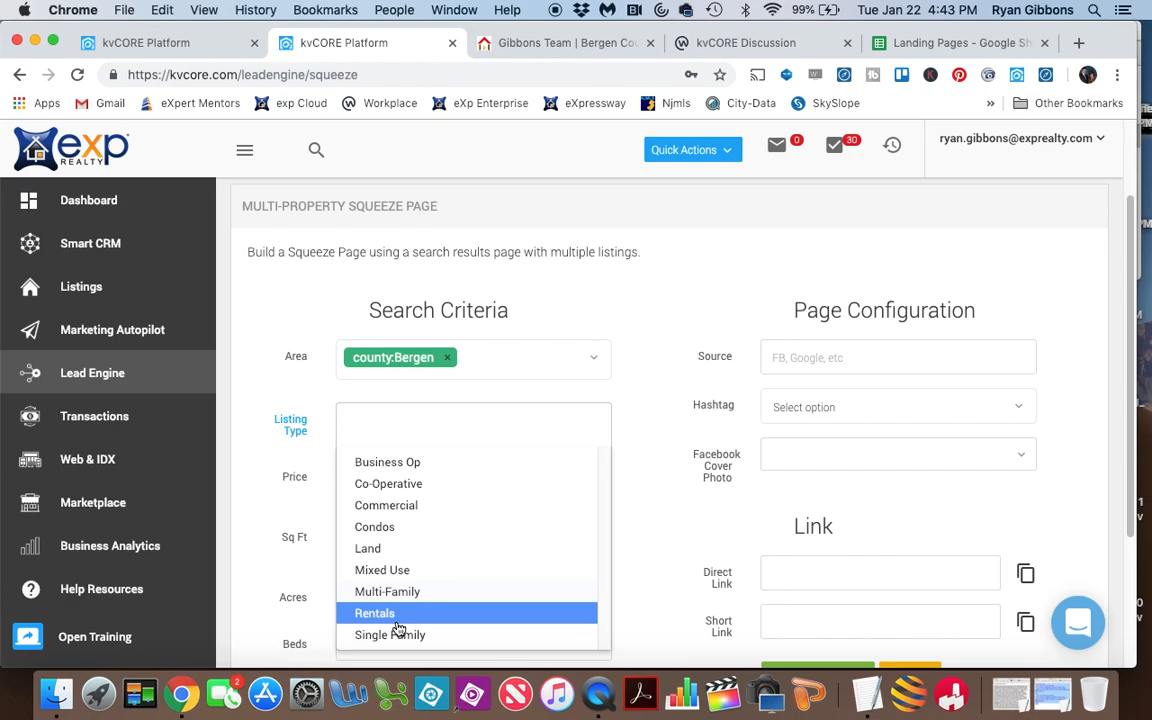 Chrome File Edit View History Bookmarks People Window Help 99% Tue Jan 22 4:43 PM Ryan Gibbons
kvCORE Platform × kvCORE Platform × Gibbons Team | Bergen Cou × kvCORE Discussion × Landing Pages - Google Sh × +
https://kvcore.com/leadengine/squeeze
Apps Gmail eXpert Mentors exp Cloud Workplace eXp Enterprise eXpressway Njmls City-Data SkySlope » Other Bookmarks
exp REALTY
Quick Actions
0
30
ryan.gibbons@exprealty.com
Dashboard
Smart CRM
Listings
Marketing Autopilot
Lead Engine
Transactions
Web & IDX
Marketplace
Business Analytics
Help Resources
Open Training
MULTI-PROPERTY SQUEEZE PAGE
Build a Squeeze Page using a search results page with multiple listings.
Search Criteria
Area county:Bergen ×
Listing
Type
Price
Sq Ft
Acres
Beds
Business Op
Co-Operative
Commercial
Condos
Land
Mixed Use
Multi-Family
Rentals
Single Family
Page Configuration
Source FB, Google, etc
Hashtag Select option
Facebook
Cover
Photo
Link
Direct
Link
Short
Link
2